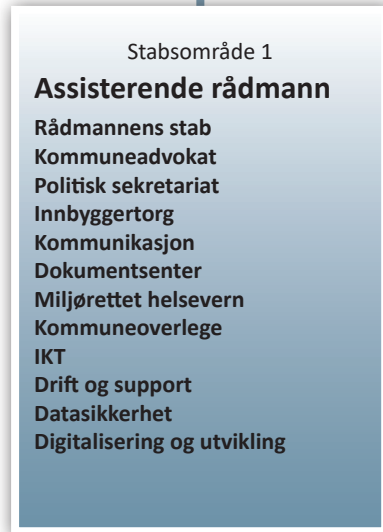 Stabsområde 1
Assisterende rådmann
Rådmannens stab
Kommuneadvokat
Politisk sekretariat
Innbyggertorg
Kommunikasjon
Dokumentsenter
Miljørettet helsevern
Kommuneoverlege
IKT
Drift og support
Datasikkerhet
Digitalisering og utvikling